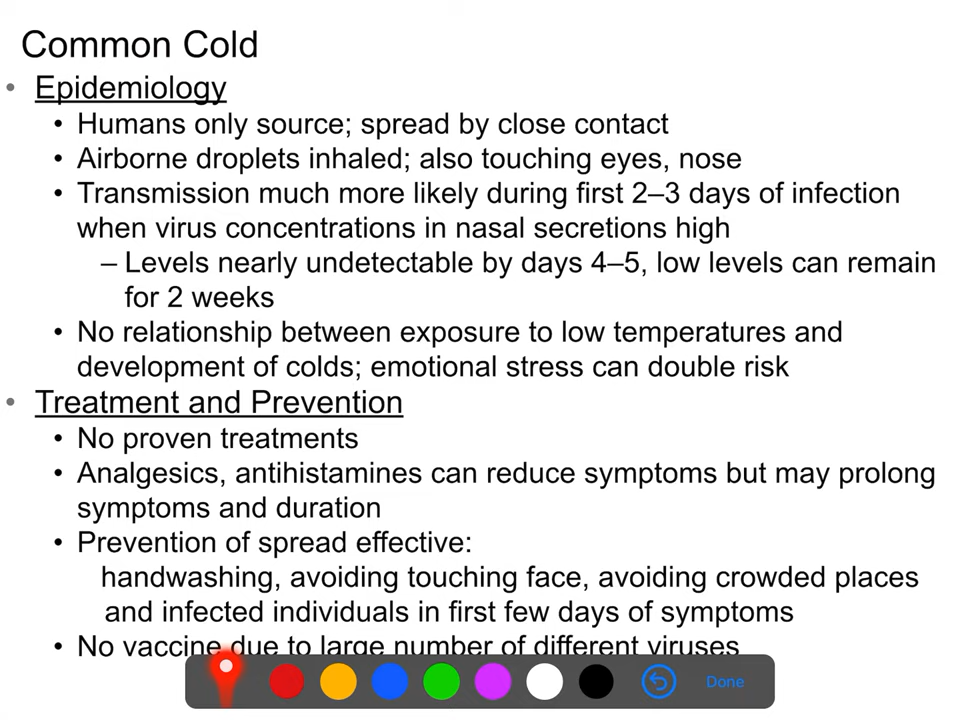 Common Cold
• Epidemiology
• Humans only source; spread by close contact
• Airborne droplets inhaled; also touching eyes, nose
• Transmission much more likely during first 2–3 days of infection
when virus concentrations in nasal secretions high
– Levels nearly undetectable by days 4–5, low levels can remain
for 2 weeks
• No relationship between exposure to low temperatures and
development of colds; emotional stress can double risk
• Treatment and Prevention
• No proven treatments
• Analgesics, antihistamines can reduce symptoms but may prolong
symptoms and duration
• Prevention of spread effective:
handwashing, avoiding touching face, avoiding crowded places
and infected individuals in first few days of symptoms
• No vaccine due to large number of different viruses
Done